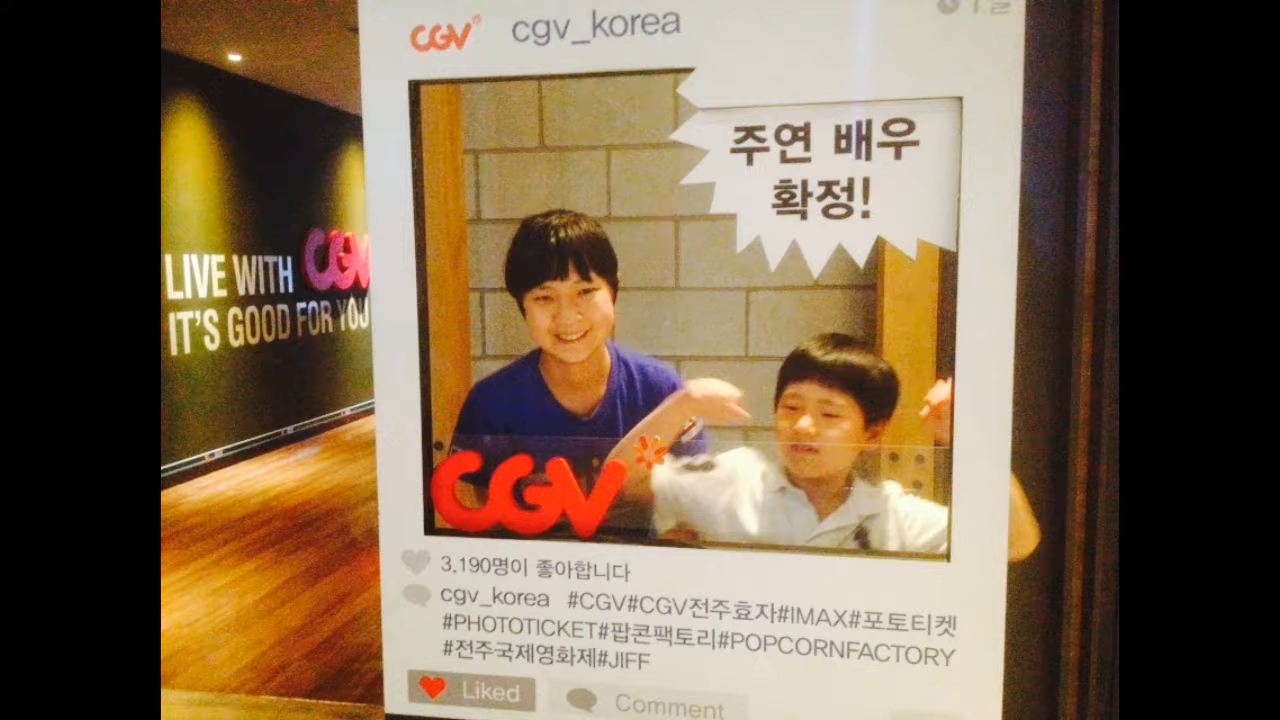 CGV
cgv_korea
주연 배우
확정!
LIVE WITH CGV
IT'S GOOD FOR YOU
CGV
3,190명이 좋아합니다
cgv_korea #CGV#CGV전주효자#IMAX#포토티켓
#PHOTOTICKET#팝콘팩토리#POPCORNFACTORY
#전주국제영화제#JIFF
Liked
Comment